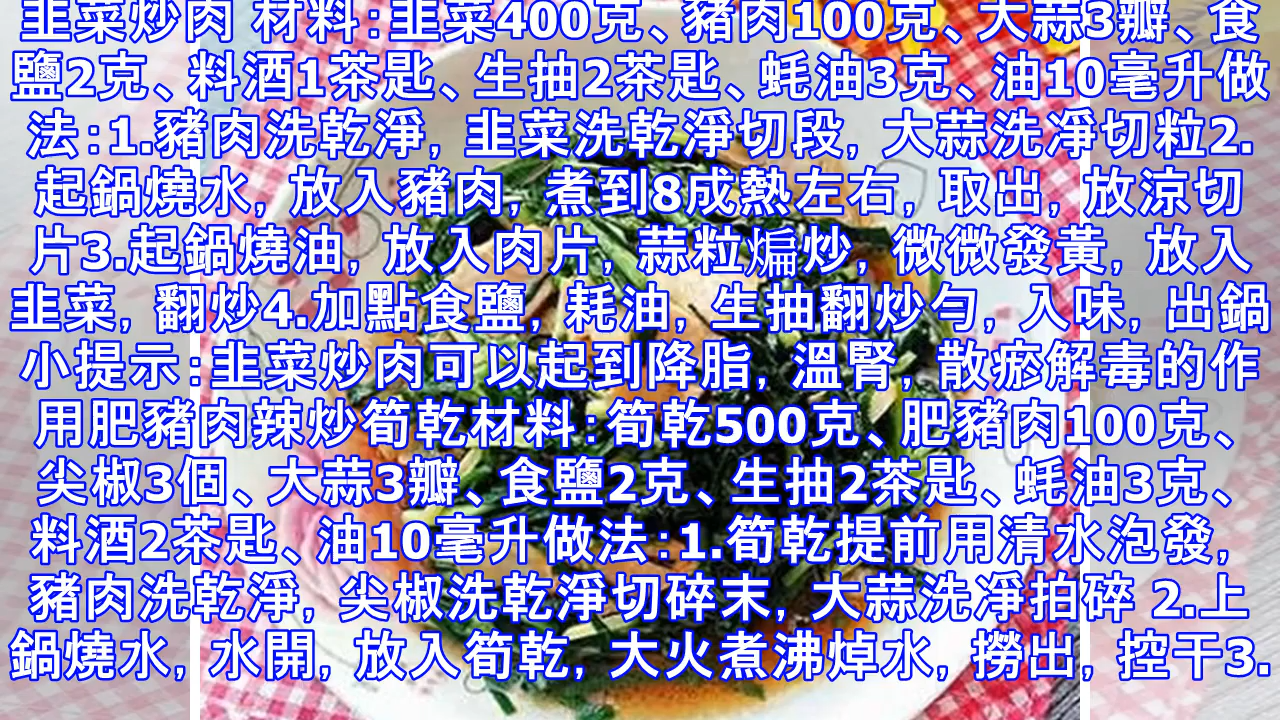 韭菜炒肉 材料:韭菜400克、豬肉100克、大蒜3瓣、食
鹽2克、料酒1茶匙、生抽2茶匙、蚝油3克、油10毫升做
法:1.豬肉洗乾淨, 韭菜洗乾淨切段, 大蒜洗凈切粒2.
起鍋燒水, 放入豬肉, 煮到8成熱左右, 取出, 放涼切
片3.起鍋燒油, 放入肉片, 蒜粒煸炒, 微微發黃, 放入
韭菜, 翻炒4.加點食鹽, 耗油, 生抽翻炒勻, 入味, 出鍋
小提示:韭菜炒肉可以起到降脂, 溫腎, 散瘀解毒的作
用肥豬肉辣炒筍乾材料:筍乾500克、肥豬肉100克、
尖椒3個、大蒜3瓣、食鹽2克、生抽2茶匙、蚝油3克、
料酒2茶匙、油10毫升做法:1.筍乾提前用清水泡發,
豬肉洗乾淨, 尖椒洗乾淨切碎末, 大蒜洗凈拍碎 2.上
鍋燒水, 水開, 放入筍乾, 大火煮沸焯水, 撈出, 控干3.